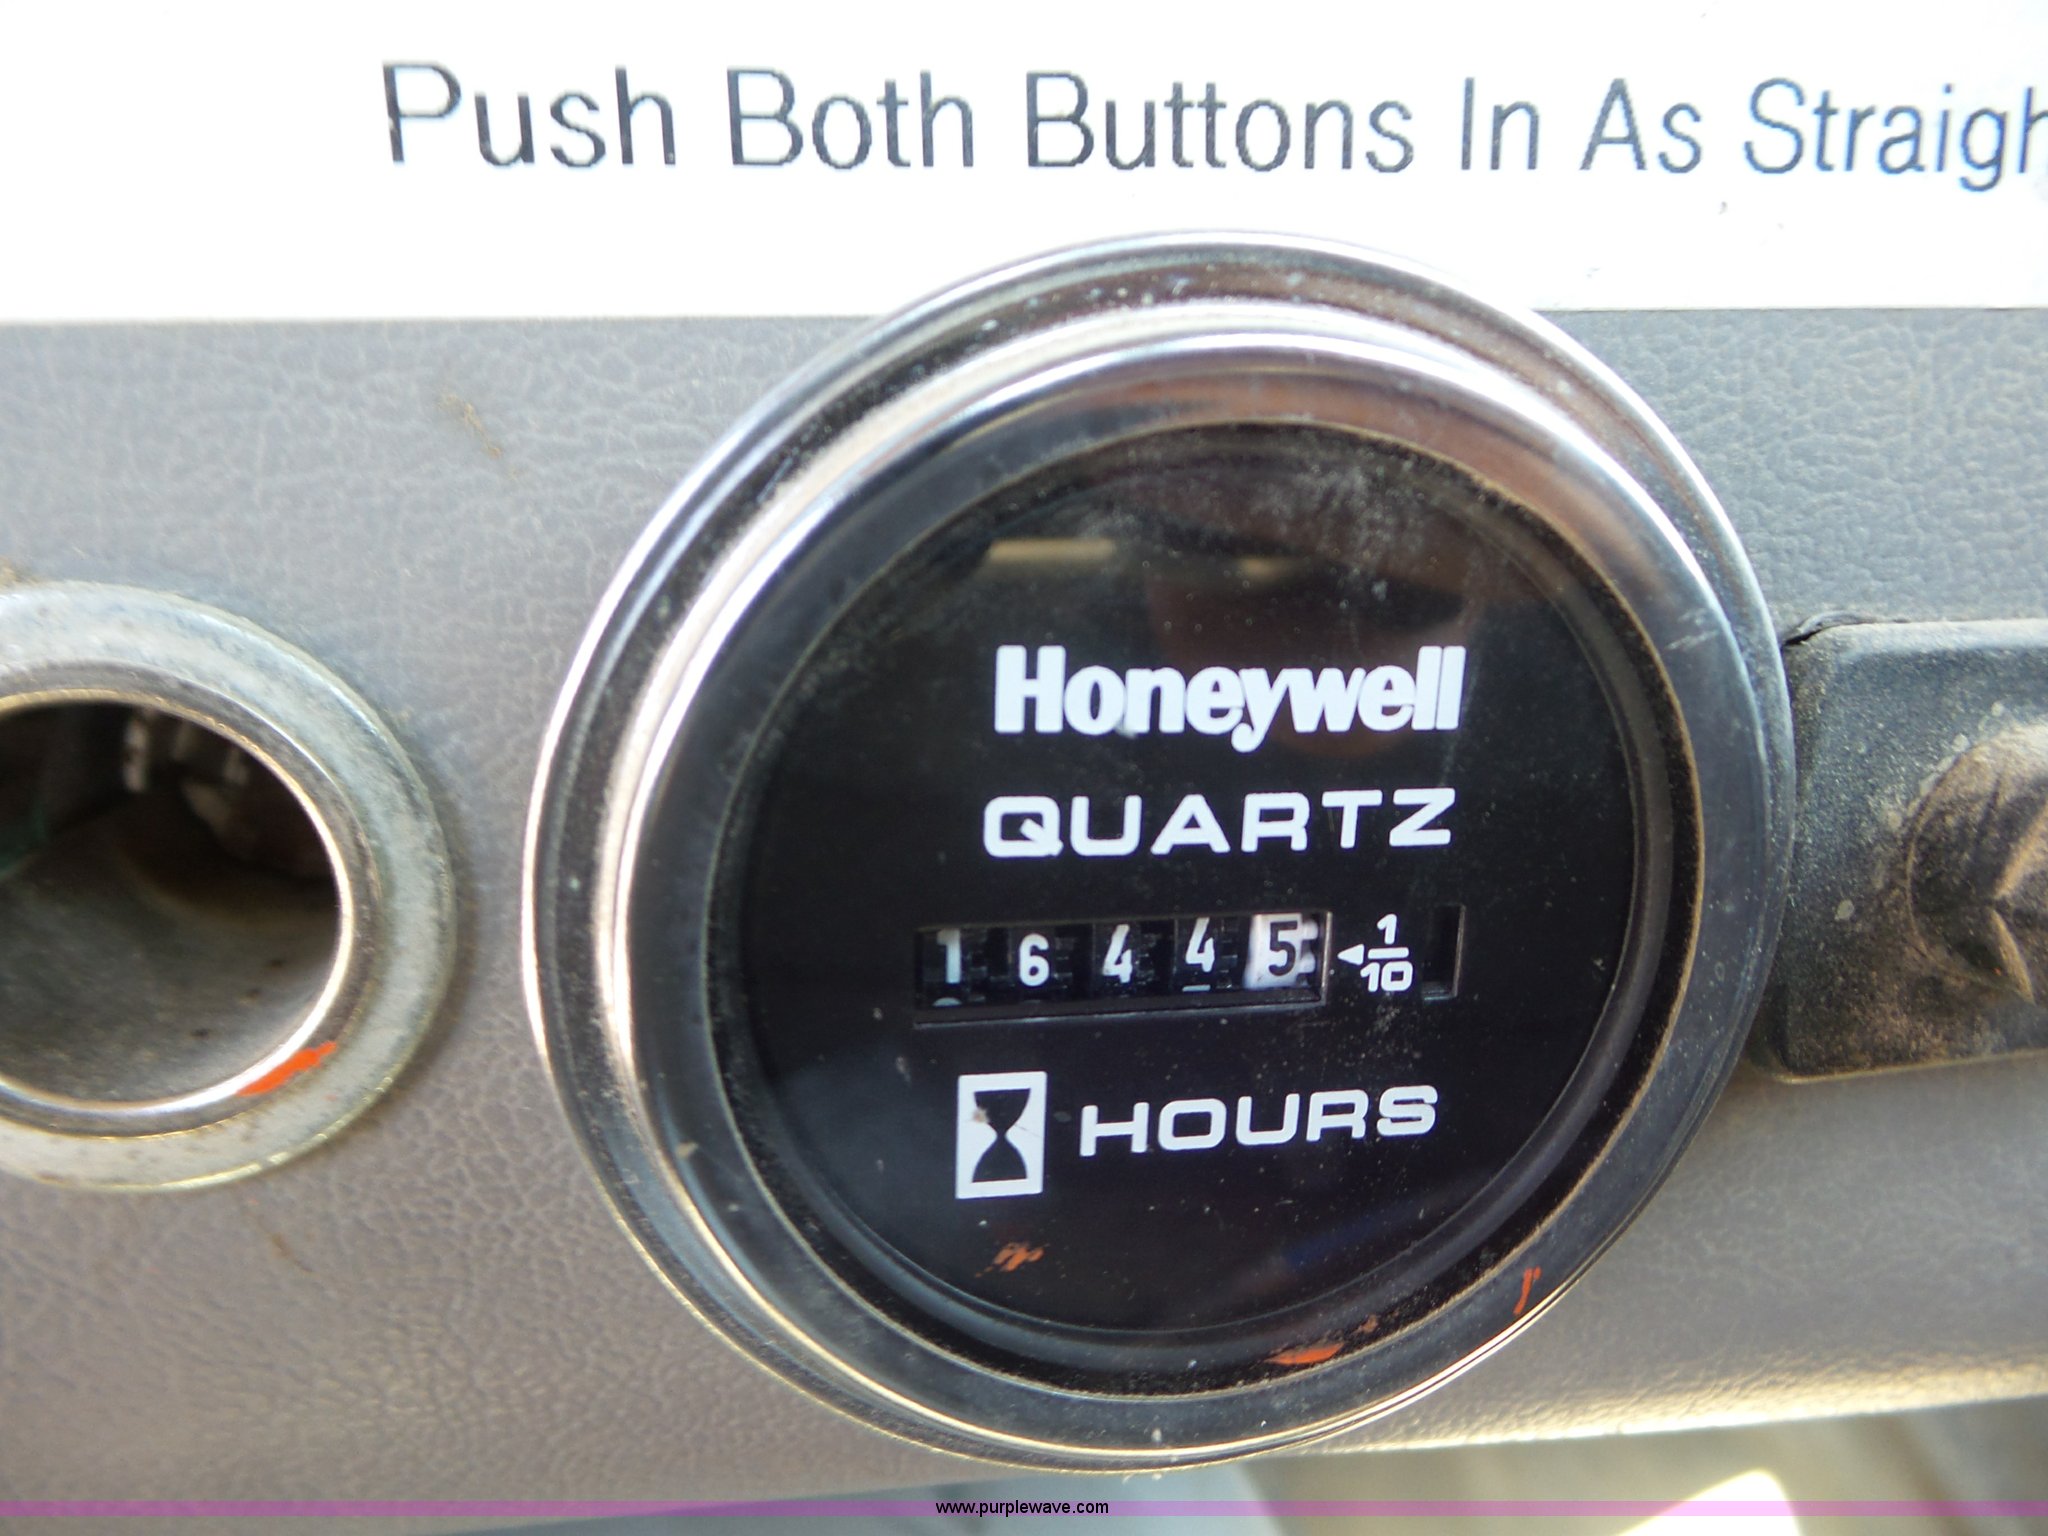 Push Both Buttons In As Straigh
Honeywell
QUARTZ
16445 1/10
HOURS
www.purplewave.com